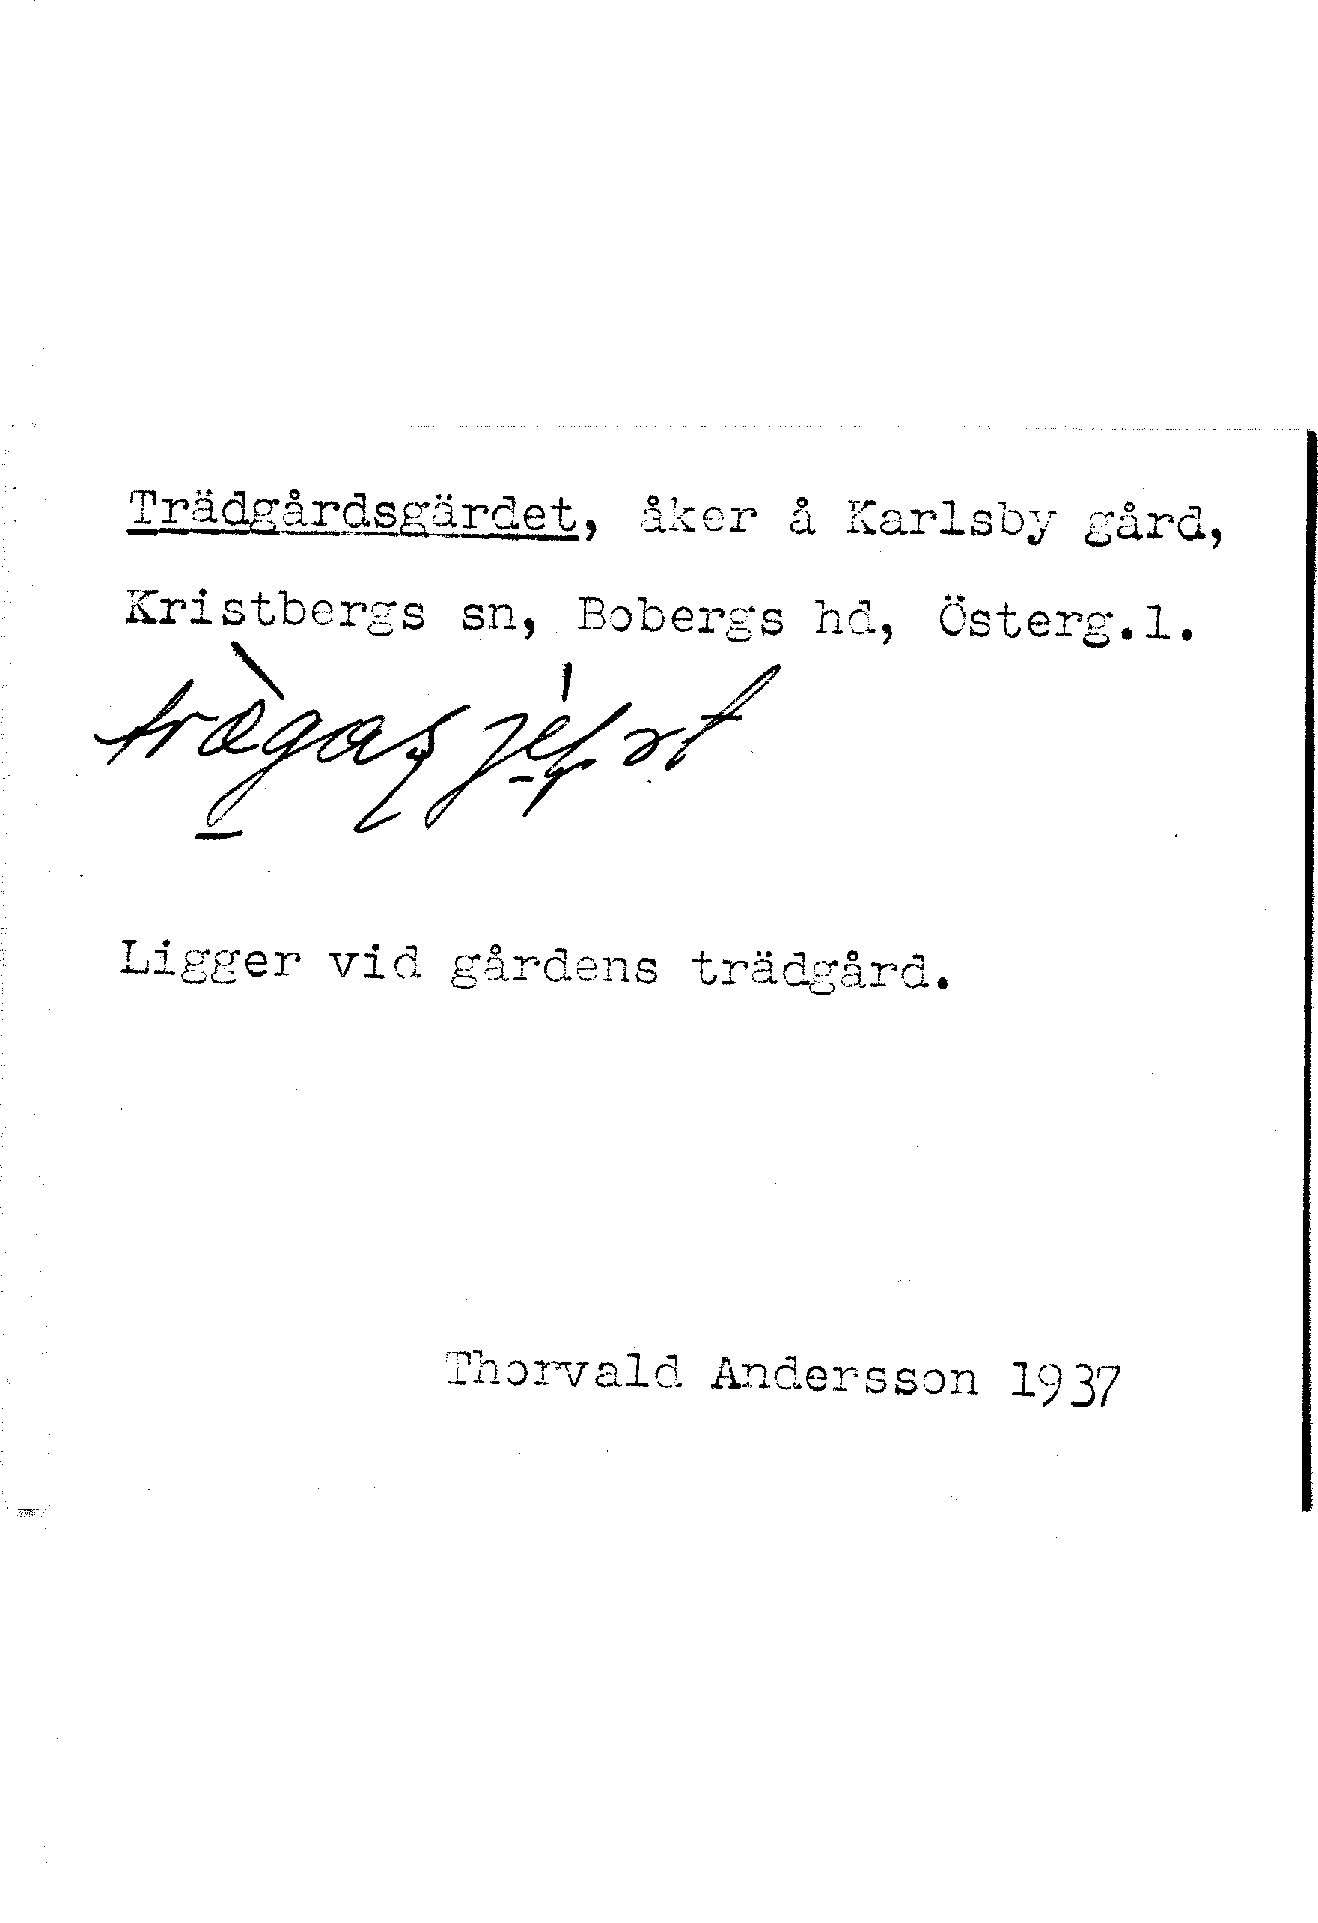 Trädgårdsgärdet, åker å Karlsby gård,
Kristbergs sn, Bobergs hd, Österg.l.
Ligger vid gårdens trädgård.
Thorvald Andersson 1937